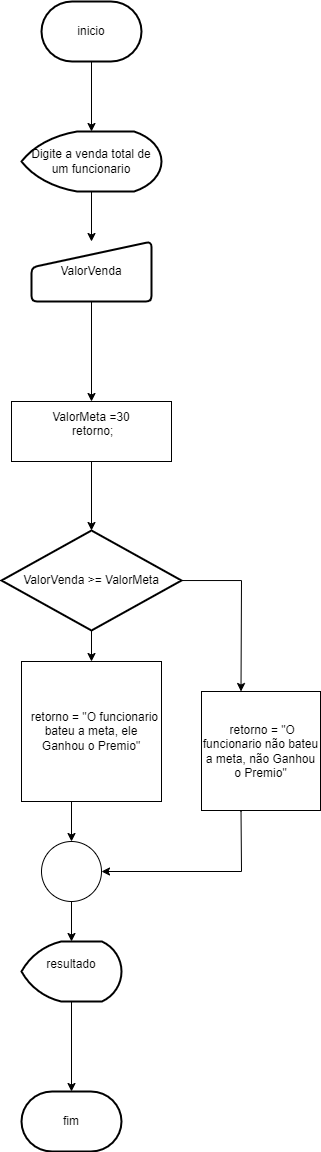 inicio
Digite a venda total de
um funcionario
ValorVenda
ValorMeta =30
retorno;
ValorVenda >= ValorMeta
retorno = "O funcionario
bateu a meta, ele
Ganhou o Premio"
retorno = "O
funcionario não bateu
a meta, não Ganhou
o Premio"
resultado
fim